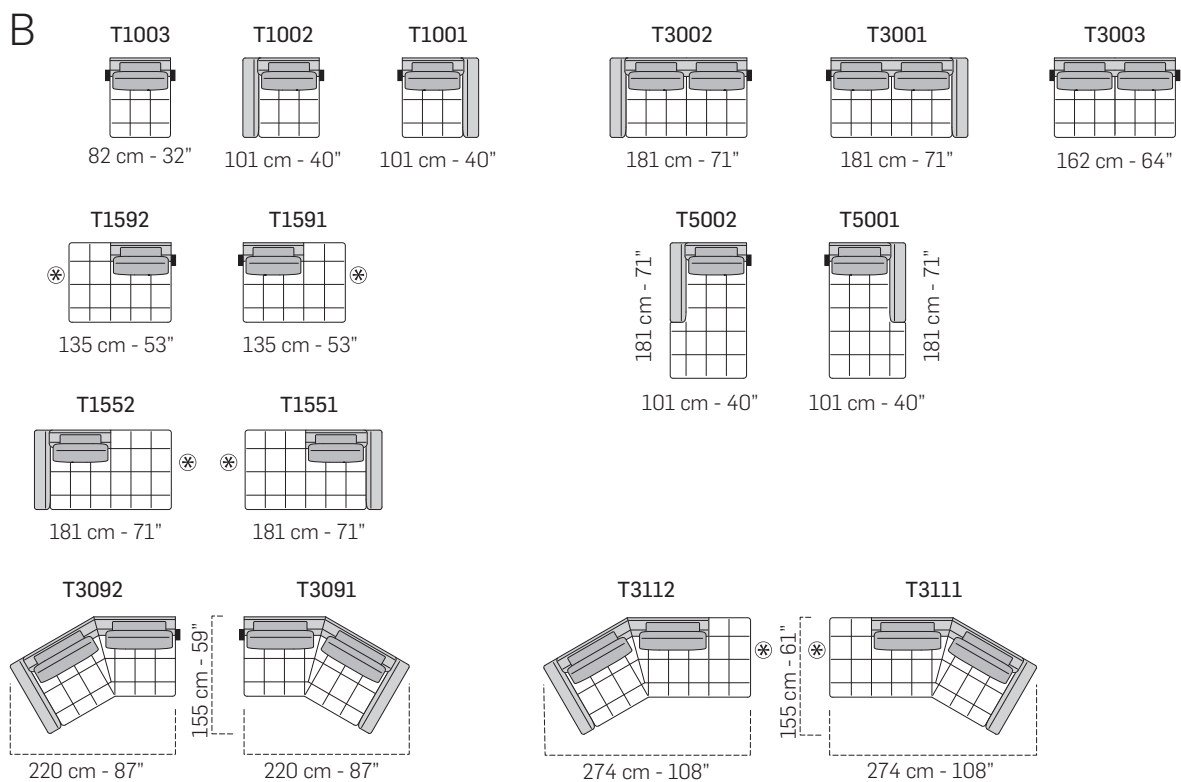 B
T1003 T1002 T1001 T3002 T3001 T3003
82 cm - 32” 101 cm - 40” 101 cm - 40” 181 cm - 71” 181 cm - 71” 162 cm - 64”
T1592 T1591 T5002 T5001
181 cm - 71” 181 cm - 71”
135 cm - 53” 135 cm - 53”
101 cm - 40” 101 cm - 40”
T1552 T1551
181 cm - 71” 181 cm - 71”
T3092 T3091 T3112 T3111
155 cm - 59” 155 cm - 61”
220 cm - 87” 220 cm - 87” 274 cm - 108” 274 cm - 108”